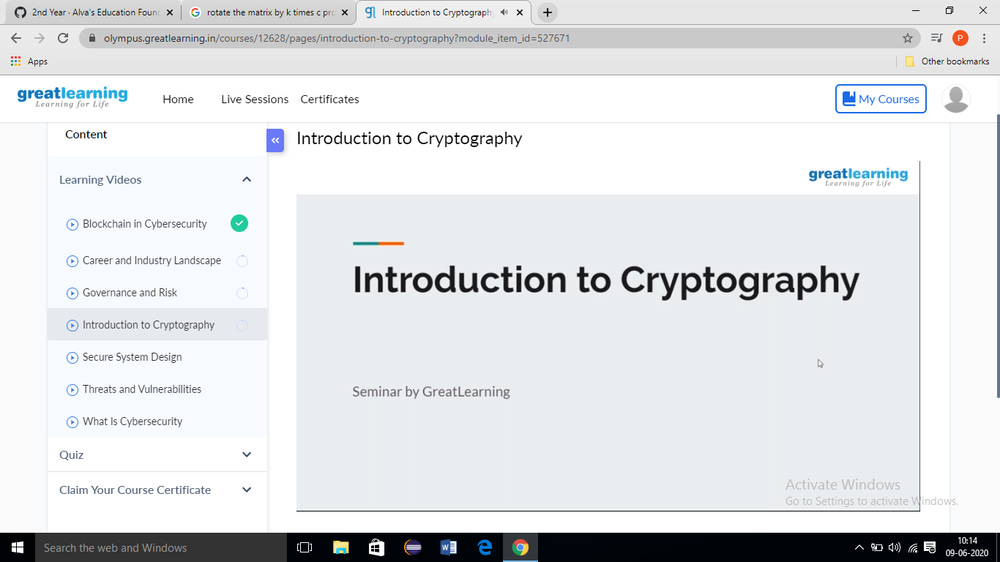 2nd Year · Alva's Education Foun
rotate the matrix by k times c pro
Introduction to Cryptography
olympus.greatlearning.in/courses/12628/pages/introduction-to-cryptography?module_item_id=527671
P
Apps
Other bookmarks
greatlearning
Learning for Life
Home
Live Sessions
Certificates
My Courses
Content
Learning Videos
Blockchain in Cybersecurity
Career and Industry Landscape
Governance and Risk
Introduction to Cryptography
Secure System Design
Threats and Vulnerabilities
What Is Cybersecurity
Quiz
Claim Your Course Certificate
Introduction to Cryptography
greatlearning
Learning for Life
Introduction to Cryptography
Seminar by GreatLearning
Activate Windows
Go to Settings to activate Windows.
Search the web and Windows
10:14
09-06-2020